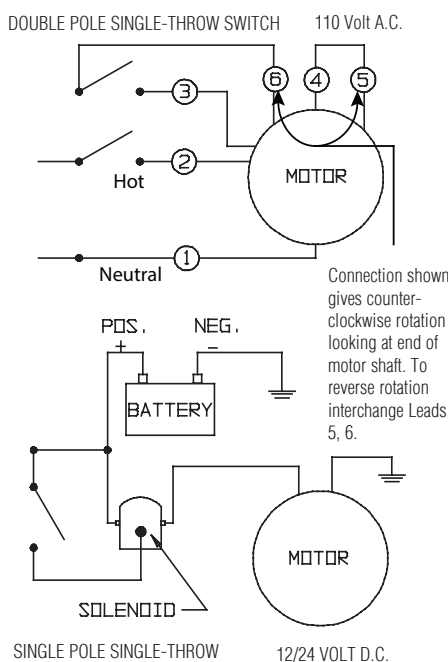 DOUBLE POLE SINGLE-THROW SWITCH
110 Volt A.C.
6
4
5
3
2
Hot
MOTOR
1
Neutral
Connection shown
gives counter-
clockwise rotation
looking at end of
motor shaft. To
reverse rotation
interchange Leads
5, 6.
POS.
NEG.
+
−
BATTERY
MOTOR
SOLENOID
SINGLE POLE SINGLE-THROW
12/24 VOLT D.C.